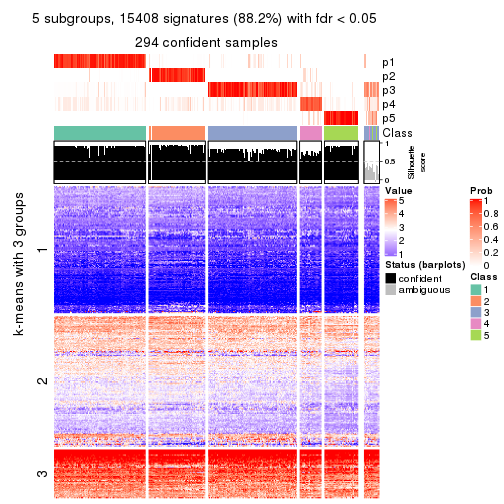 5 subgroups, 15408 signatures (88.2%) with fdr < 0.05
294 confident samples
p1
p2
p3
p4
p5
Class
1
0.5
0
Silhouette
score
k-means with 3 groups
1
2
3
Value
5
4
3
2
1
Status (barplots)
confident
ambiguous
Prob
1
0.8
0.6
0.4
0.2
0
Class
1
2
3
4
5